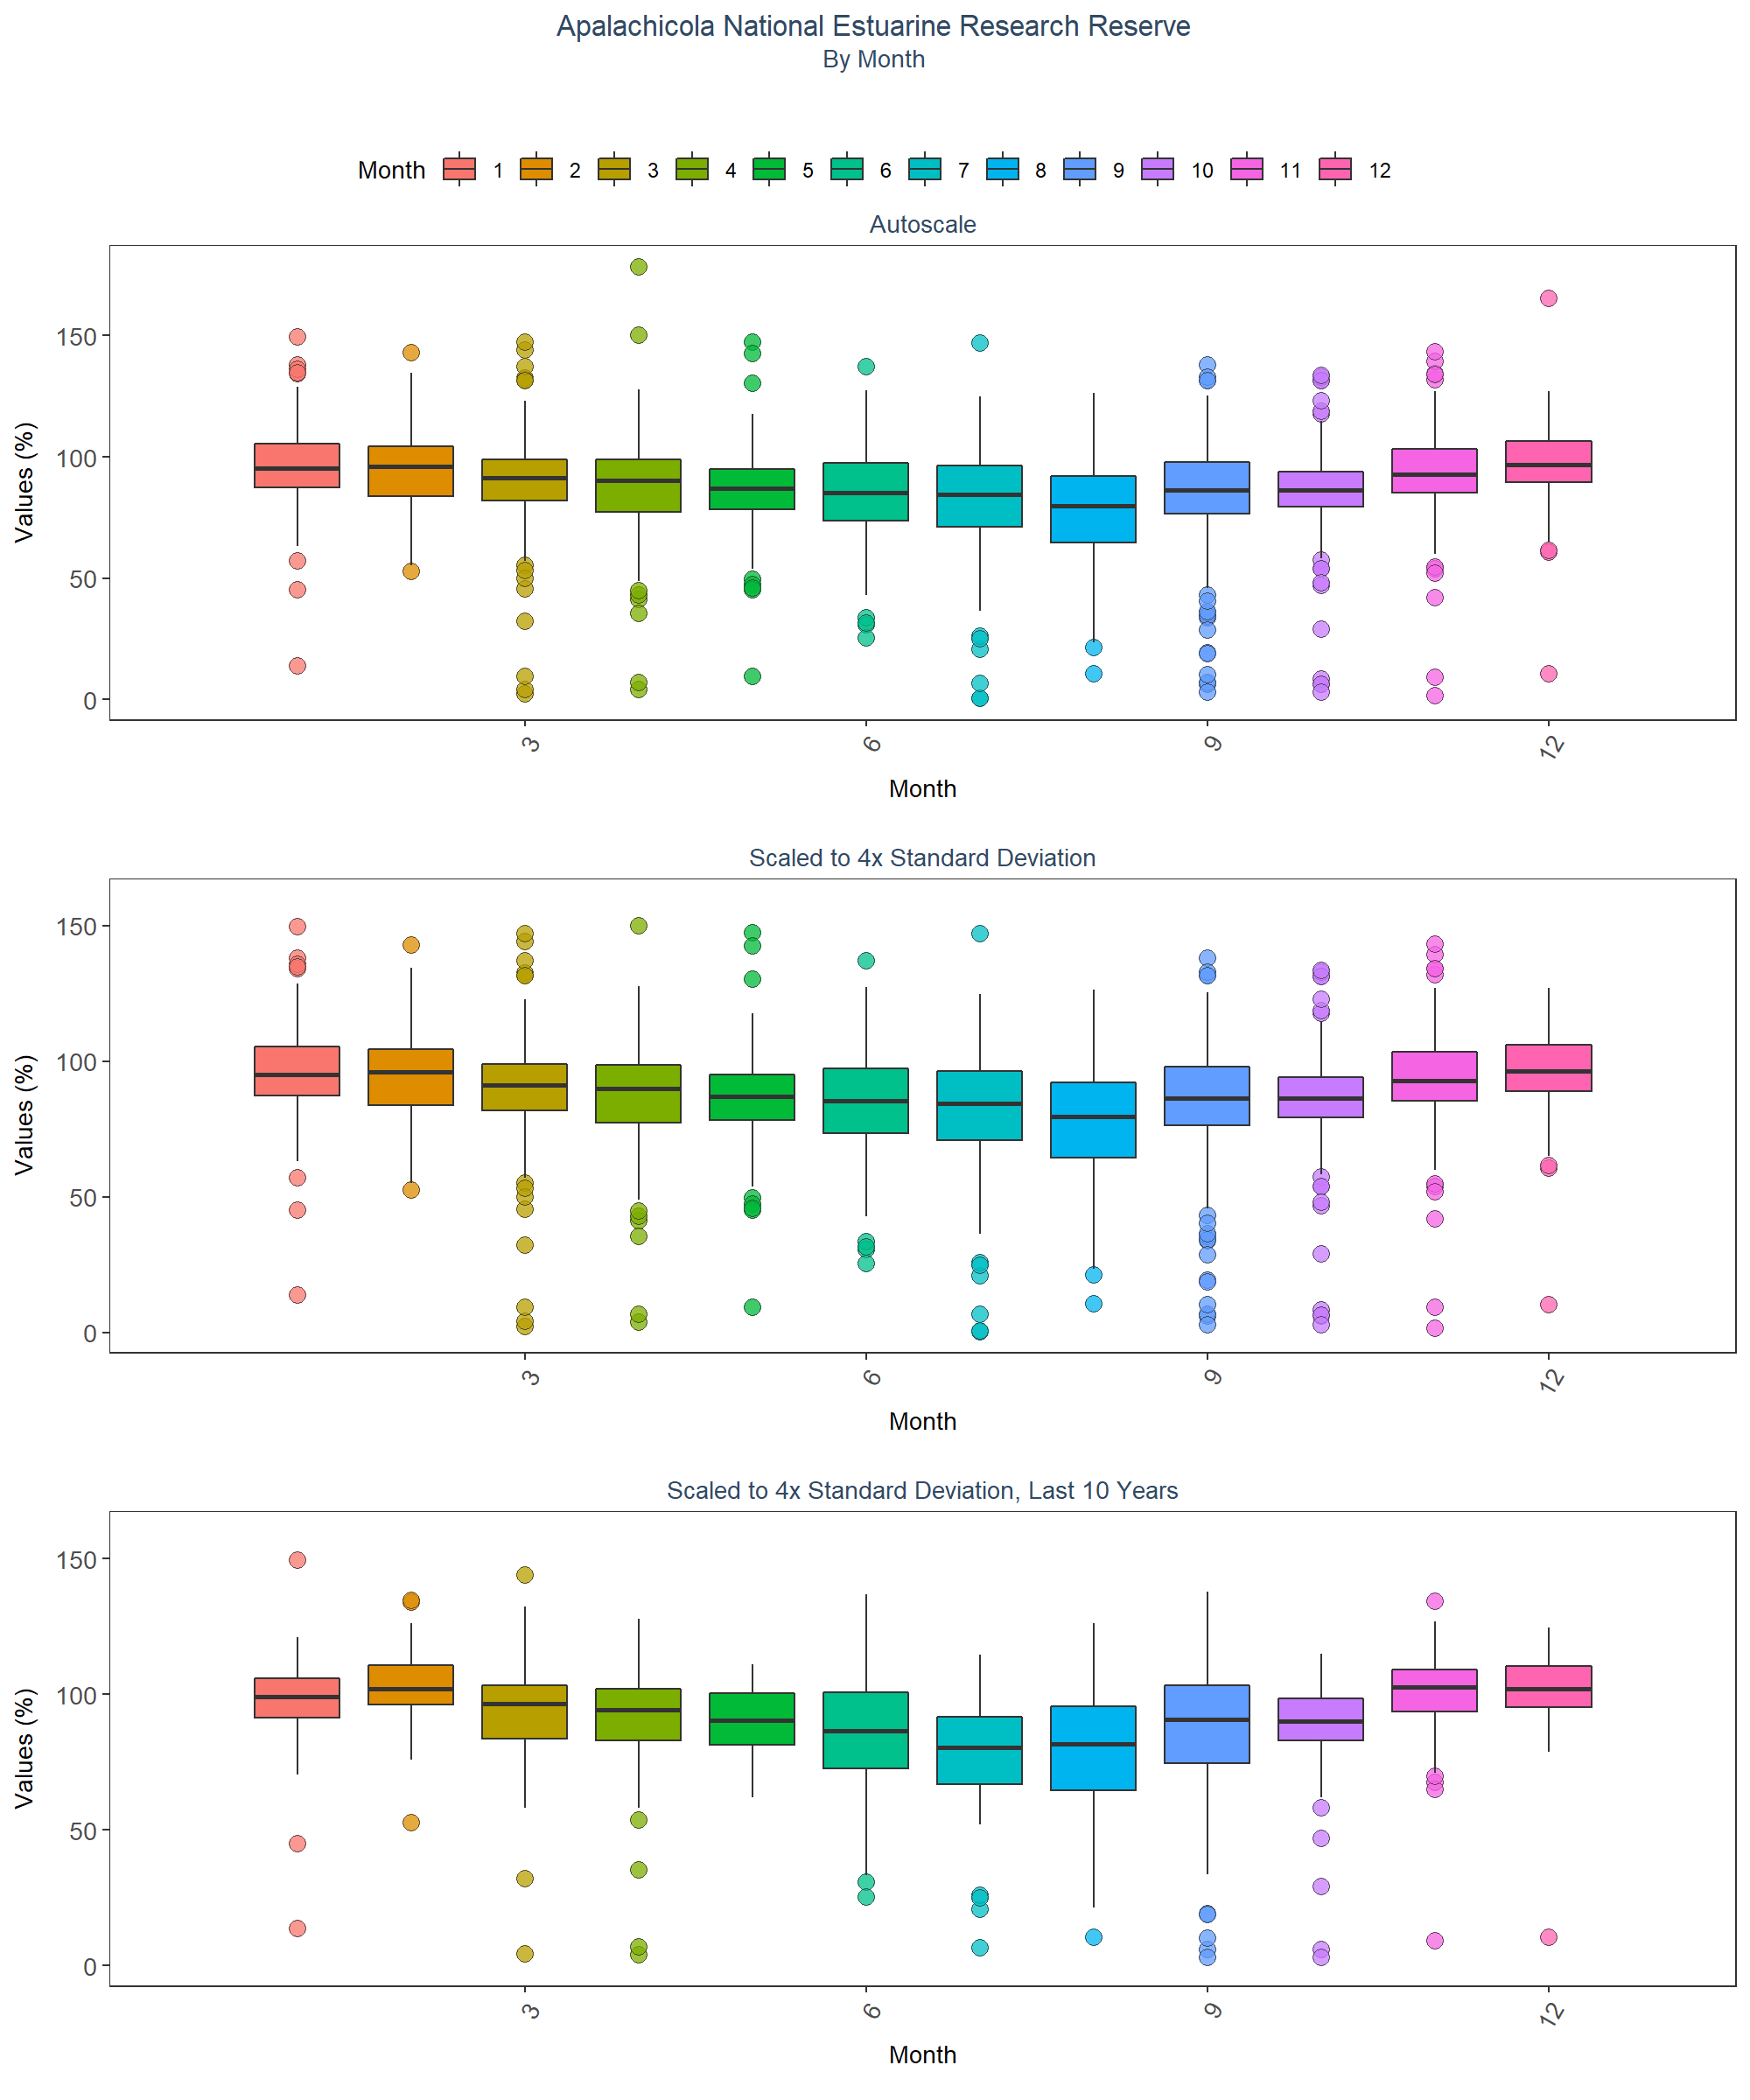 Apalachicola National Estuarine Research Reserve
By Month
Month 1 2 3 4 5 6 7 8 9 10 11 12
Autoscale
Values (%)
150
100
50
0
3 6 9 12
Month
Scaled to 4x Standard Deviation
Values (%)
150
100
50
0
3 6 9 12
Month
Scaled to 4x Standard Deviation, Last 10 Years
Values (%)
150
100
50
0
3 6 9 12
Month